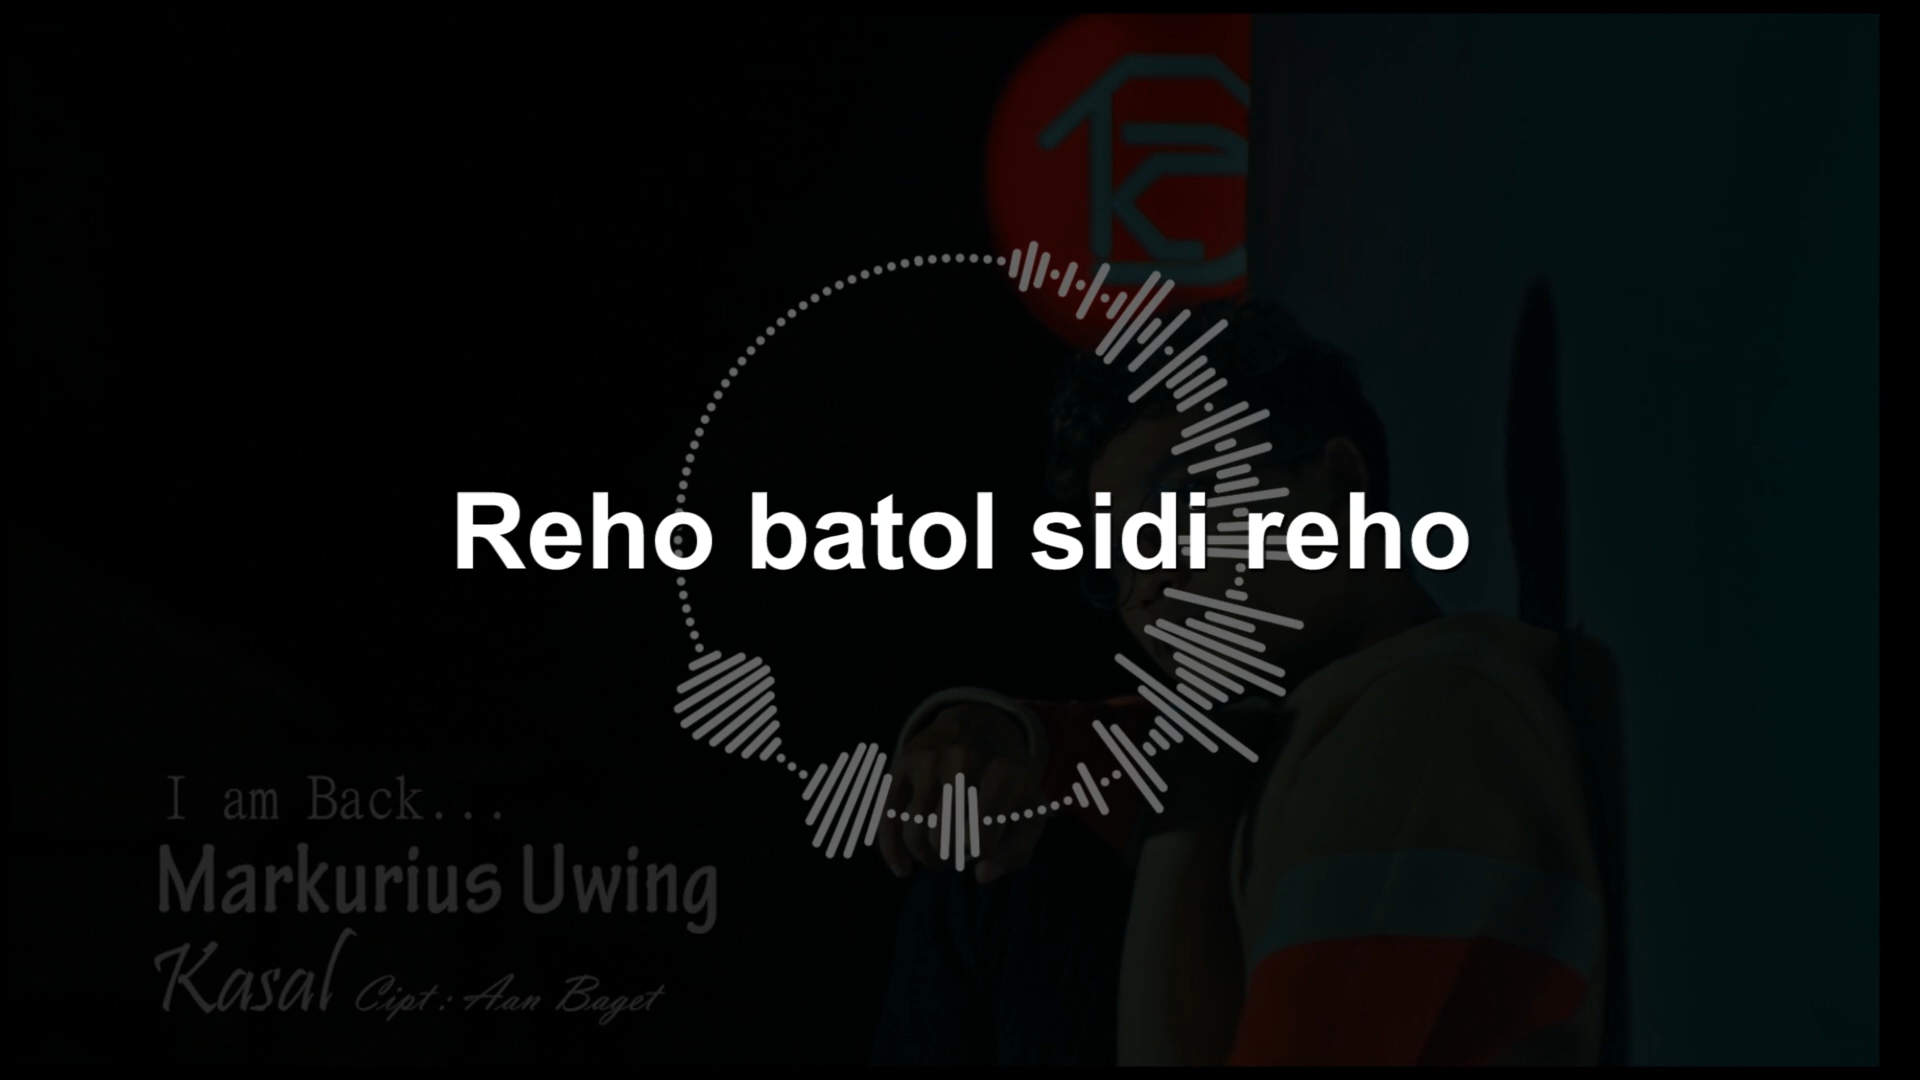 Reho batol sidi reho
I am Back...
Markurius Uwing
Kasal Cipt : Aan Baget